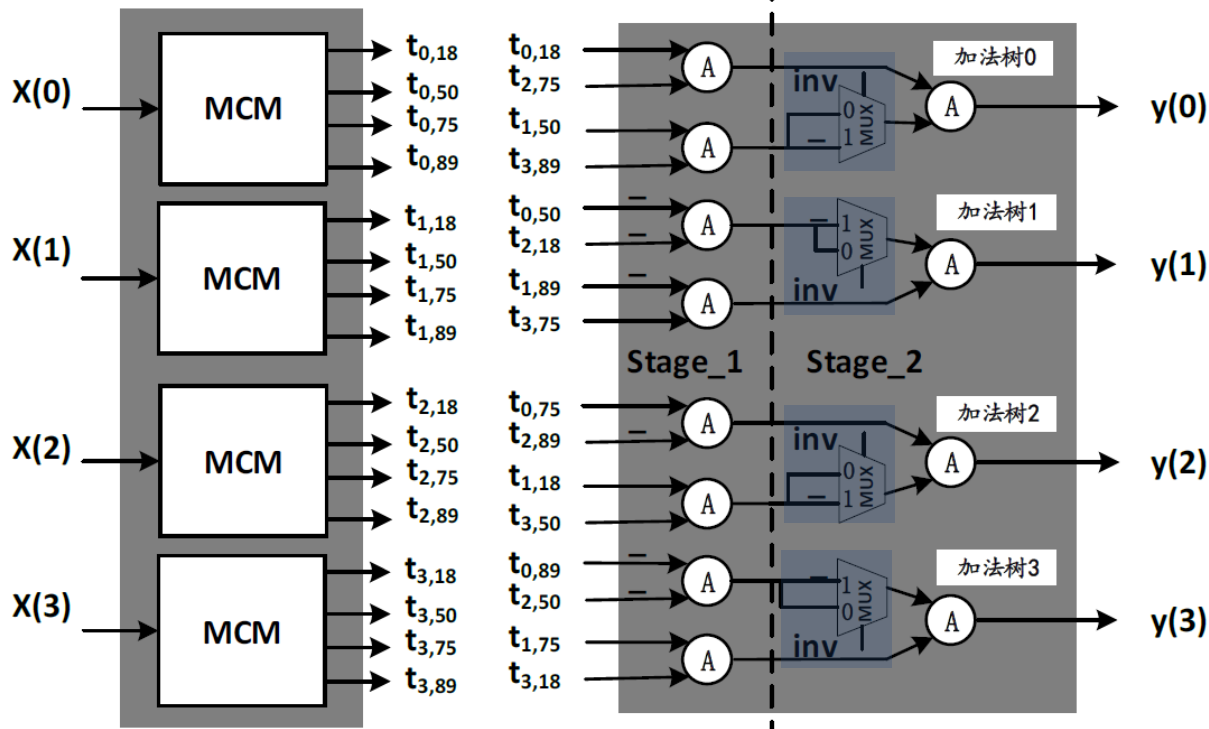 X(0)
MCM
t0,18
t0,50
t0,75
t0,89
X(1)
MCM
t1,18
t1,50
t1,75
t1,89
X(2)
MCM
t2,18
t2,50
t2,75
t2,89
X(3)
MCM
t3,18
t3,50
t3,75
t3,89
t0,18
t2,75
t1,50
t3,89
A
A
inv
0
1
MUX
–
加法树0
A
y(0)
– t0,50
– t2,18
– t1,89
t3,75
A
A
–
1
0
MUX
inv
加法树1
A
y(1)
Stage_1
Stage_2
t0,75
– t2,89
t1,18
t3,50
A
A
inv
0
1
MUX
–
加法树2
A
y(2)
– t0,89
– t2,50
t1,75
t3,18
A
A
–
1
0
MUX
inv
加法树3
A
y(3)